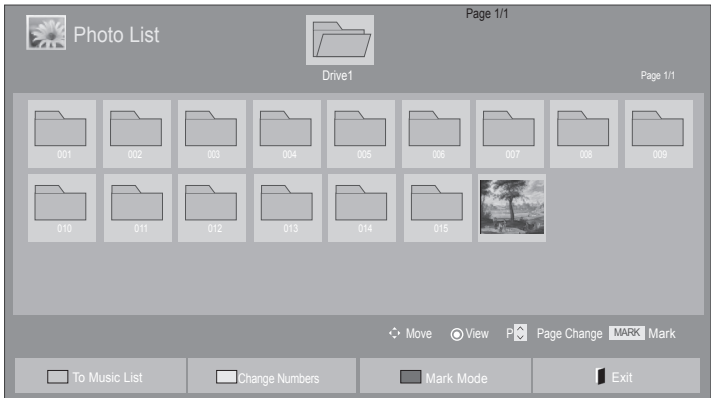 Page 1/1
Photo List
Drive1
Page 1/1
001 002 003 004 005 006 007 008 009
010 011 012 013 014 015
Move View P Page Change MARK Mark
To Music List Change Numbers Mark Mode Exit